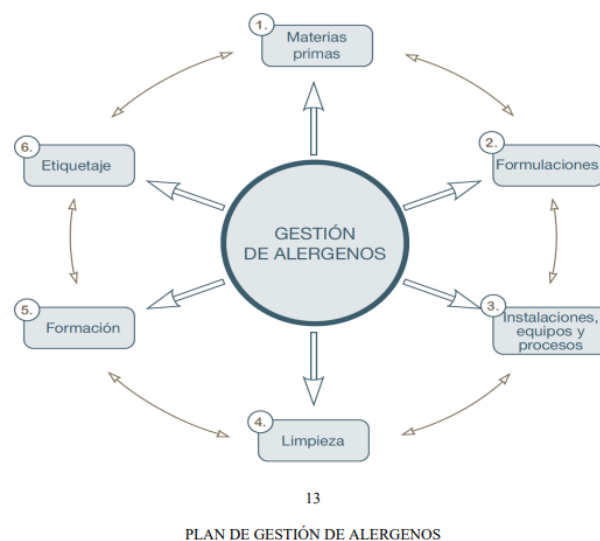 1.
Materias
primas
2.
Formulaciones
3.
Instalaciones,
equipos y
procesos
4.
Limpieza
5.
Formación
6.
Etiquetaje
GESTIÓN
DE ALERGENOS
13
PLAN DE GESTIÓN DE ALERGENOS